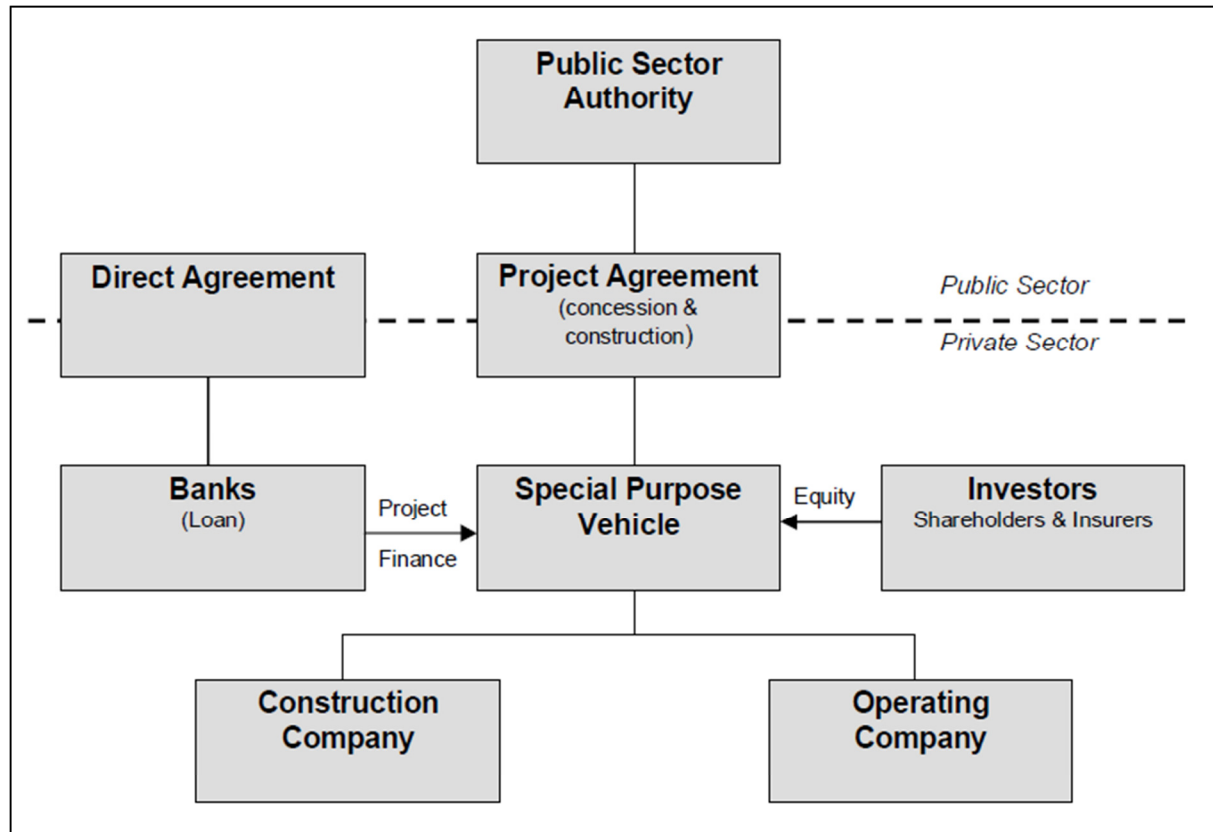 Public Sector
Authority
Direct Agreement
Project Agreement
(concession &
construction)
Public Sector
Private Sector
Banks
(Loan)
Project
Finance
Special Purpose
Vehicle
Equity
Investors
Shareholders & Insurers
Construction
Company
Operating
Company